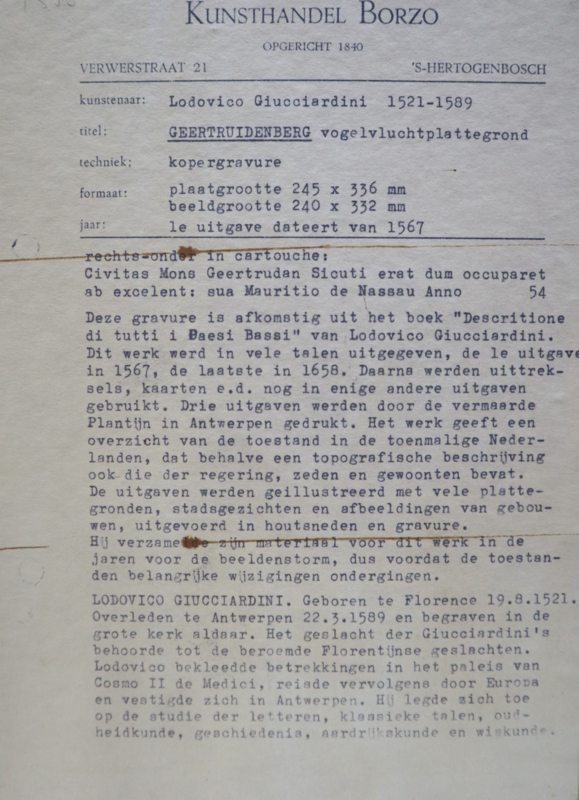 KUNSTHANDEL BORZO
OPGERICHT 1840
VERWERSTRAAT 21 'S-HERTOGENBOSCH
kunstenaar: Lodovico Giucciardini 1521-1589
titel: GEERTRUIDENBERG vogelvluchtplattegrond
techniek: kopergravure
formaat: plaatgrootte 245 x 336 mm
beeldgrootte 240 x 332 mm
jaar: 1e uitgave dateert van 1567
rechts-onder in cartouche:
Civitas Mons Geertrudan Sicuti erat dum occuparet
ab excelent: sua Mauritio de Nassau Anno 54
Deze gravure is afkomstig uit het boek "Descritione
di tutti i Paesi Bassi" van Lodovico Giucciardini.
Dit werk werd in vele talen uitgegeven, de 1e uitgave
in 1567, de laatste in 1658. Daarna werden uittrek-
sels, kaarten e.d. nog in enige andere uitgaven
gebruikt. Drie uitgaven werden door de vermaarde
Plantijn in Antwerpen gedrukt. Het werk geeft een
overzicht van de toestand in de toenmalige Neder-
landen, dat behalve een topografische beschrijving
ook die der regering, zeden en gewoonten bevat.
De uitgaven werden geillustreerd met vele platte-
gronden, stadsgezichten en afbeeldingen van gebou-
wen, uitgevoerd in houtsneden en gravure.
Hij verzamelde zijn materiaal voor dit werk in de
jaren voor de beeldenstorm, dus voordat de toestan-
den belangrijke wijzigingen ondergingen.
LODOVICO GIUCCIARDINI. Geboren te Florence 19.8.1521.
Overleden te Antwerpen 22.3.1589 en begraven in de
grote kerk aldaar. Het geslacht der Giucciardini's
behoorde tot de beroemde Florentijnse geslachten.
Lodovico bekleedde betrekkingen in het paleis van
Cosmo II de Medici, reisde vervolgens door Europa
en vestigde zich in Antwerpen. Hij legde zich toe
op de studie der letteren, klassieke talen, oud-
heidkunde, geschiedenis, aardrijkskunde en wiskunde.